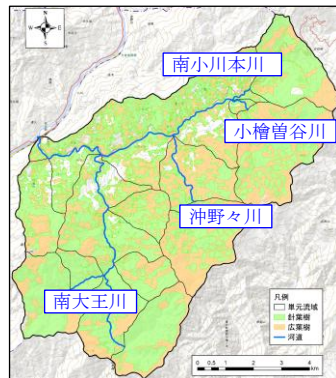 南小川本川
小檜曽谷川
沖野々川
南大王川
凡例
単元流域
針葉樹
広葉樹
河道
0 0.5 1 2 3 4
km